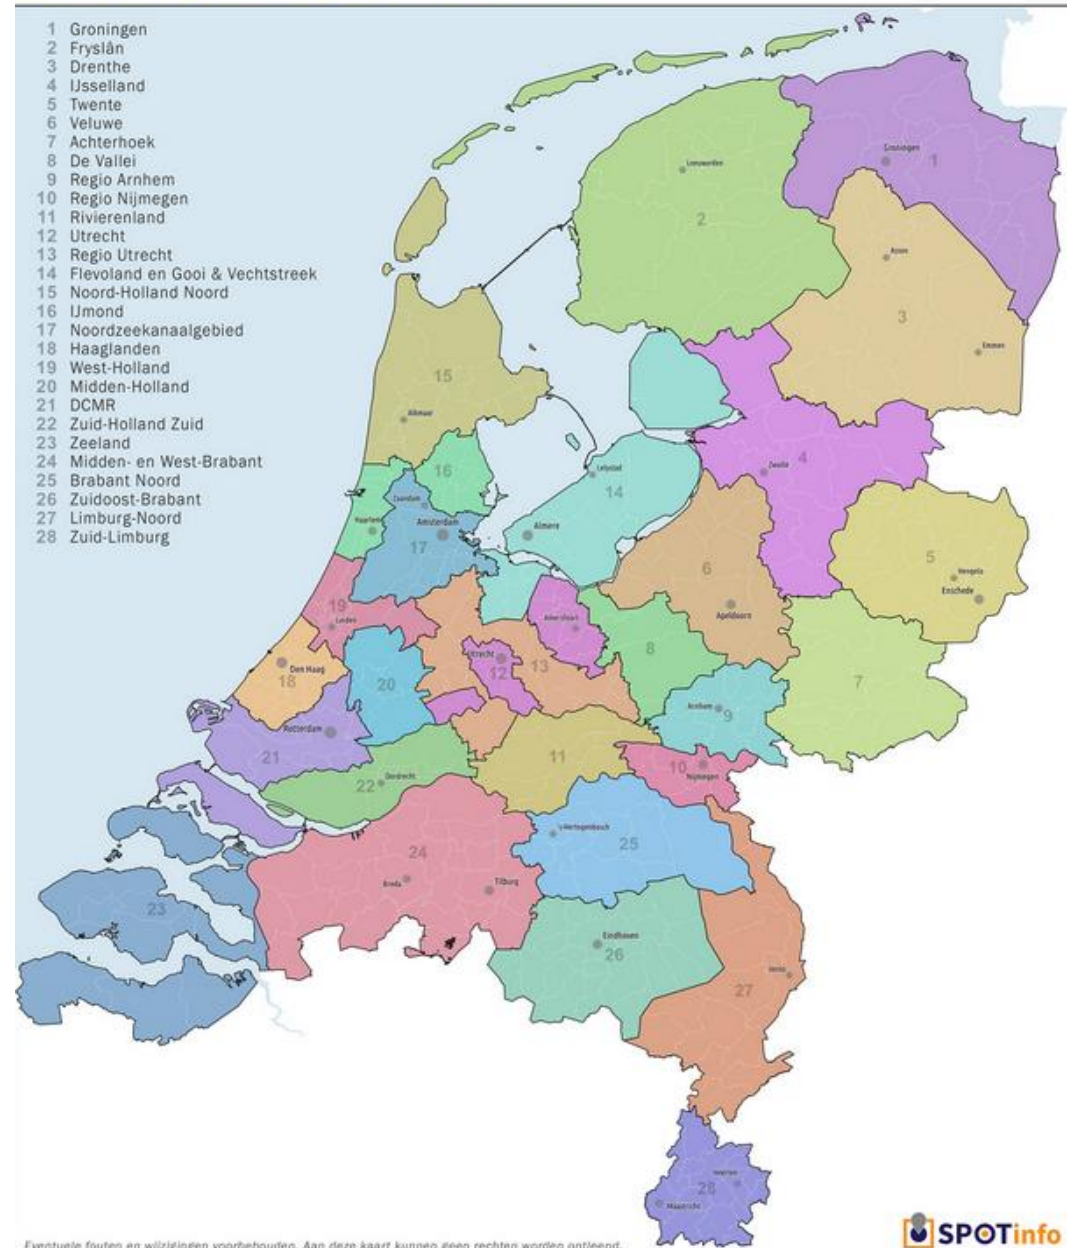 1 Groningen
2 Fryslân
3 Drenthe
4 IJsselland
5 Twente
6 Veluwe
7 Achterhoek
8 De Vallei
9 Regio Arnhem
10 Regio Nijmegen
11 Rivierenland
12 Utrecht
13 Regio Utrecht
14 Flevoland en Gooi & Vechtstreek
15 Noord-Holland Noord
16 IJmond
17 Noordzeekanaalgebied
18 Haaglanden
19 West-Holland
20 Midden-Holland
21 DCMR
22 Zuid-Holland Zuid
23 Zeeland
24 Midden- en West-Brabant
25 Brabant Noord
26 Zuidoost-Brabant
27 Limburg-Noord
28 Zuid-Limburg
Groningen
1
Leeuwarden
2
Assen
3
Emmen
15
Alkmaar
16
Zwolle
4
Lelystad
14
Zaandam
Amsterdam
Haarlem
17
Almere
5
Hengelo
Enschede
6
Apeldoorn
19
Leiden
Amersfoort
8
Utrecht
12
13
Den Haag
18
20
7
Arnhem
9
Rotterdam
21
11
10
Nijmegen
22
Dordrecht
's-Hertogenbosch
25
24
Breda
Tilburg
23
Eindhoven
26
Venlo
27
Heerlen
28
Maastricht
SPOTinfo
Eventuele fouten en wijzigingen voorbehouden. Aan deze kaart kunnen geen rechten worden ontleend.